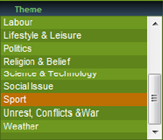 Theme
Labour
Lifestyle & Leisure
Politics
Religion & Belief
Science & Technology
Social Issue
Sport
Unrest, Conflicts &War
Weather